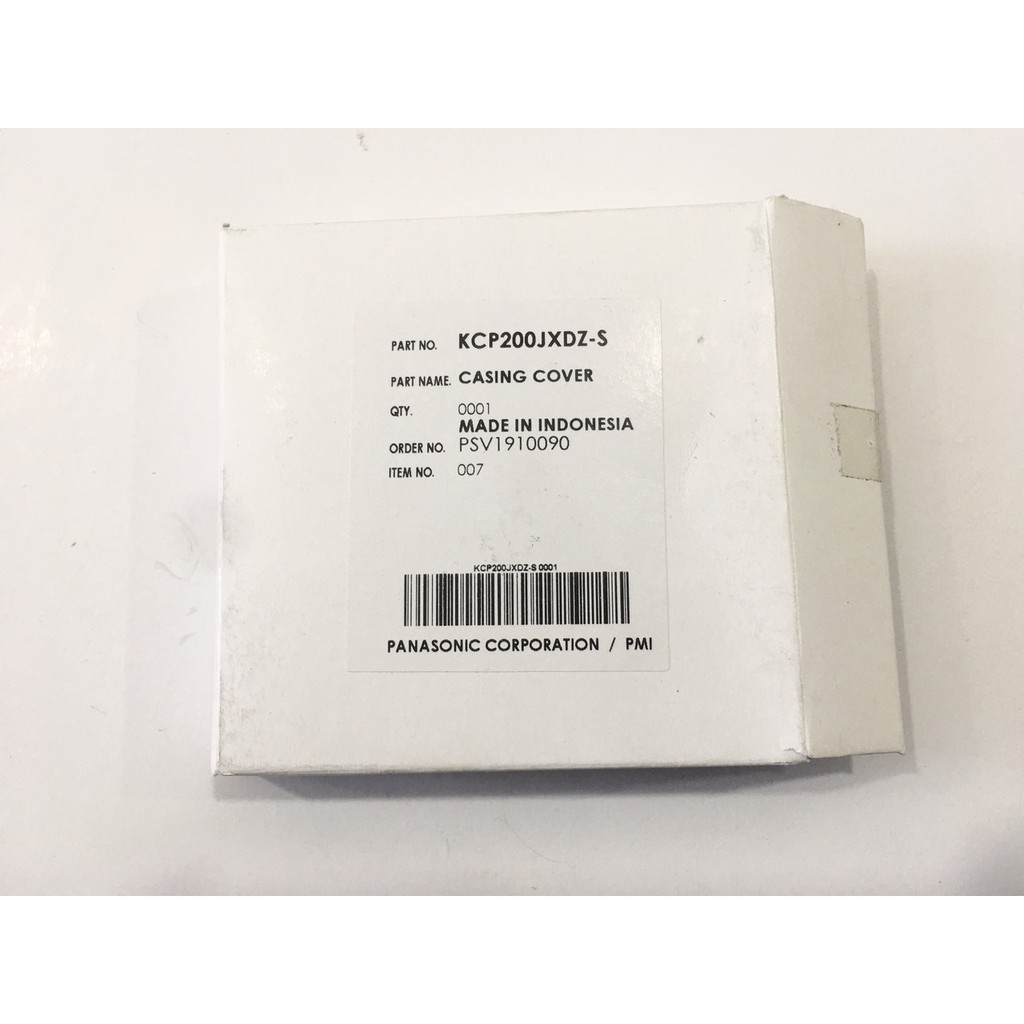 PART NO. KCP200JXDZ-S
PART NAME. CASING COVER
QTY. 0001
MADE IN INDONESIA
ORDER NO. PSV1910090
ITEM NO. 007
KCP200JXDZ-S 0001
PANASONIC CORPORATION / PMI